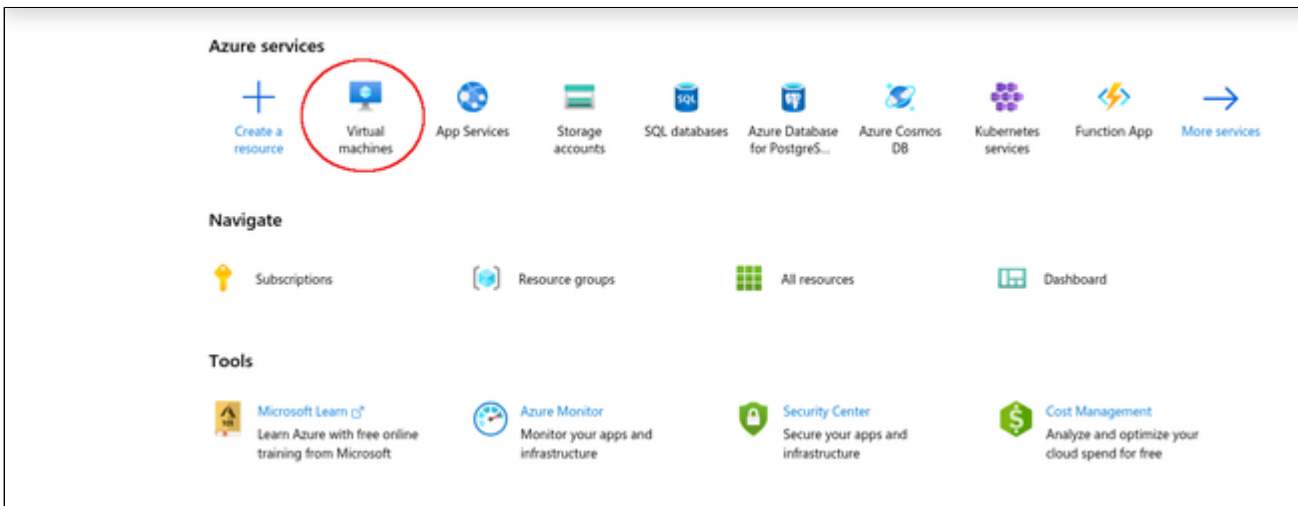 Azure services
Create a
resource
Virtual
machines
App Services
Storage
accounts
SQL
SQL databases
Azure Database
for PostgreS...
Azure Cosmos
DB
Kubernetes
services
Function App
More services
Navigate
Subscriptions
Resource groups
All resources
Dashboard
Tools
Microsoft Learn
Learn Azure with free online
training from Microsoft
Azure Monitor
Monitor your apps and
infrastructure
Security Center
Secure your apps and
infrastructure
Cost Management
Analyze and optimize your
cloud spend for free